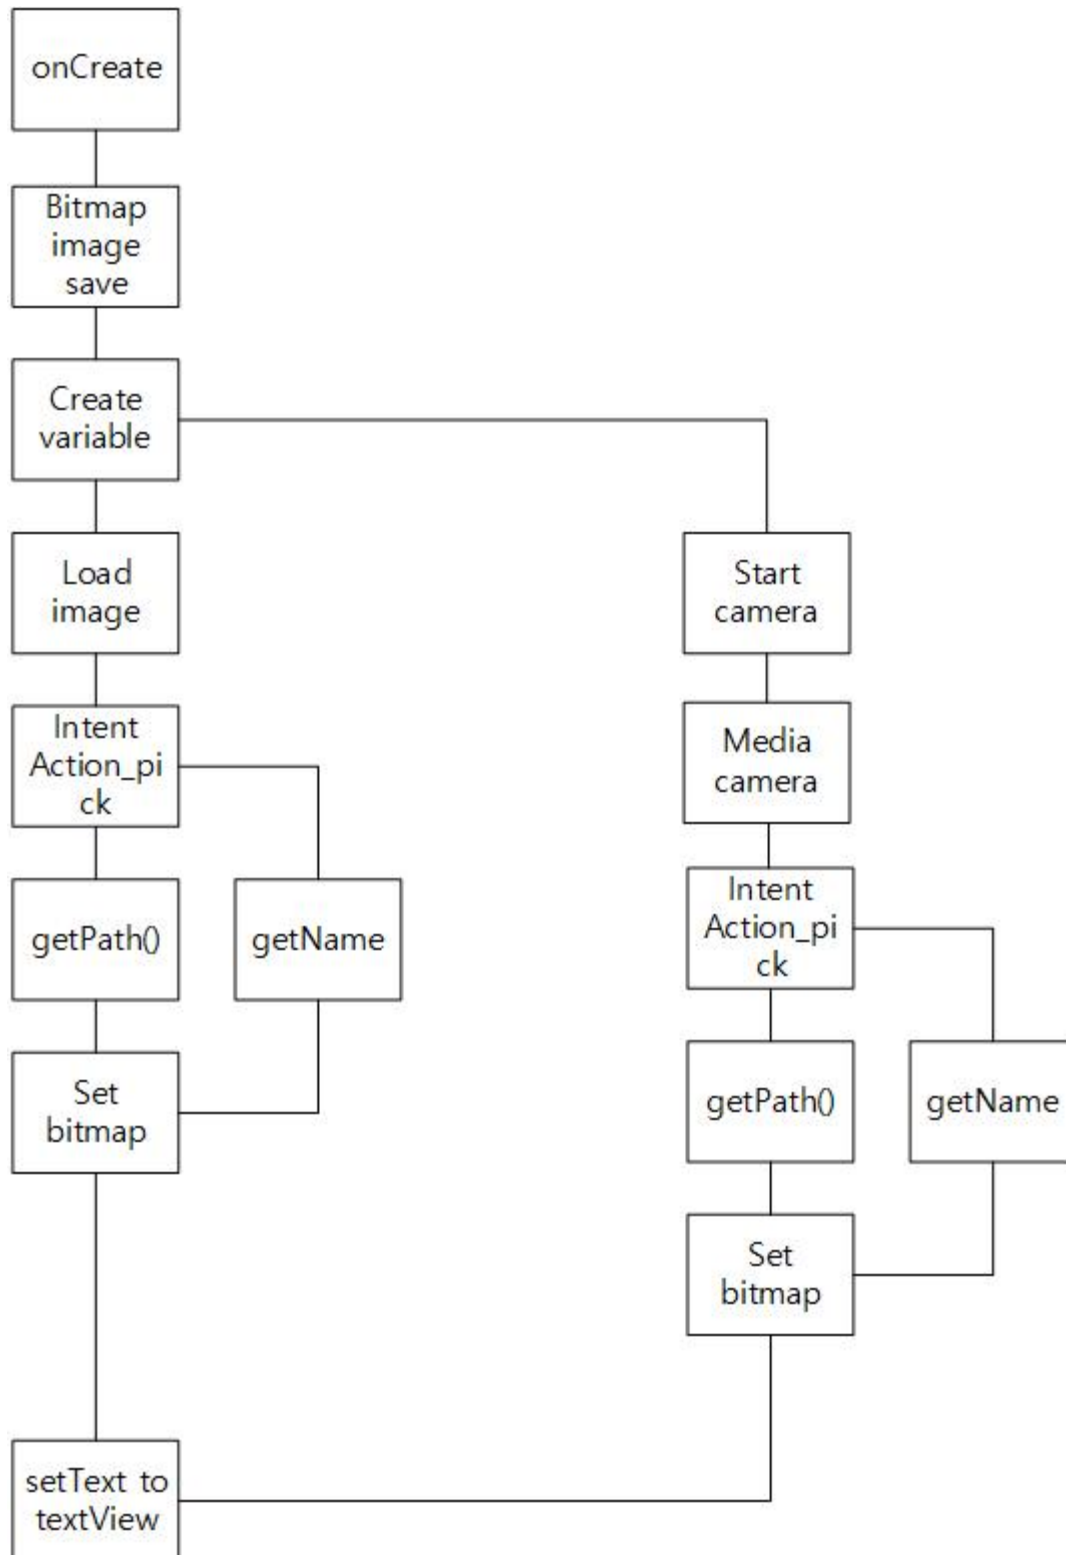 onCreate
Bitmap
image
save
Create
variable
Load
image
Start
camera
Intent
Action_pi
ck
Media
camera
getPath()
getName
Intent
Action_pi
ck
Set
bitmap
getPath()
getName
Set
bitmap
setText to
textView